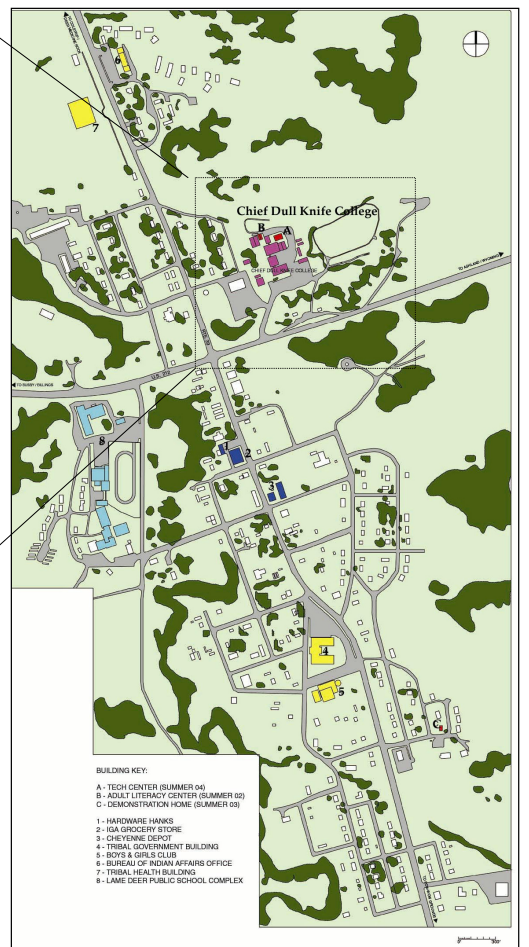 6
7
Chief Dull Knife College
B
A
CHIEF DULL KNIFE COLLEGE
TO ASHLAND / WYOMING
U.S. 212
TO BUSBY/BILLINGS
1
2
8
3
4
5
C
BUILDING KEY:
A - TECH CENTER (SUMMER 04)
B - ADULT LITERACY CENTER (SUMMER 02)
C - DEMONSTRATION HOME (SUMMER 03)
1 - HARDWARE HANKS
2 - IGA GROCERY STORE
3 - CHEYENNE DEPOT
4 - TRIBAL GOVERNMENT BUILDING
5 - BOYS & GIRLS CLUB
6 - BUREAU OF INDIAN AFFAIRS OFFICE
7 - TRIBAL HEALTH BUILDING
8 - LAME DEER PUBLIC SCHOOL COMPLEX
0' 300'